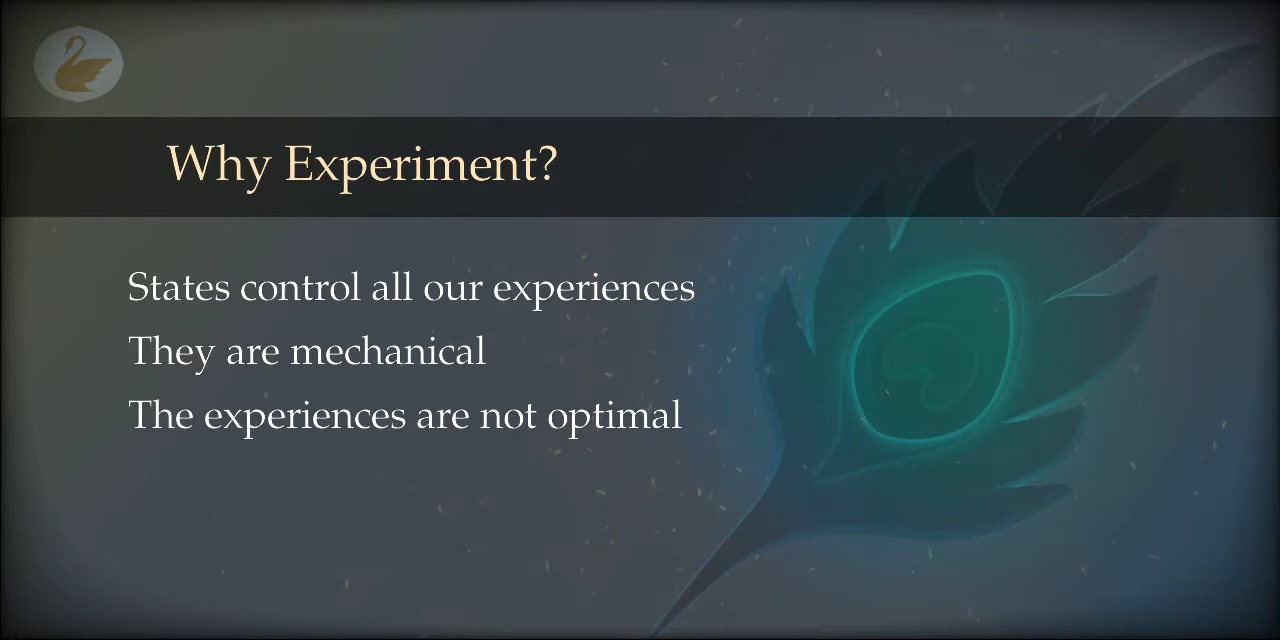 Why Experiment?
States control all our experiences
They are mechanical
The experiences are not optimal